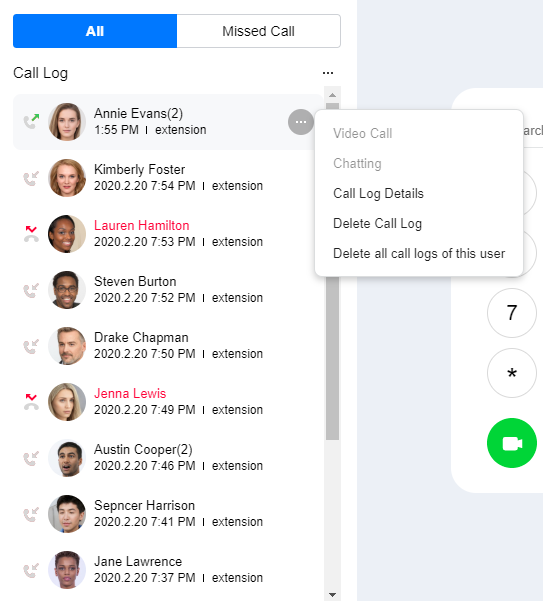 All
Missed Call
Call Log
Annie Evans(2)
1:55 PM I extension
Video Call
Chatting
Call Log Details
Delete Call Log
Delete all call logs of this user
Kimberly Foster
2020.2.20 7:54 PM I extension
Lauren Hamilton
2020.2.20 7:53 PM I extension
Steven Burton
2020.2.20 7:52 PM I extension
Drake Chapman
2020.2.20 7:50 PM I extension
Jenna Lewis
2020.2.20 7:49 PM I extension
Austin Cooper(2)
2020.2.20 7:46 PM I extension
Sepncer Harrison
2020.2.20 7:41 PM I extension
Jane Lawrence
2020.2.20 7:37 PM I extension
7
*